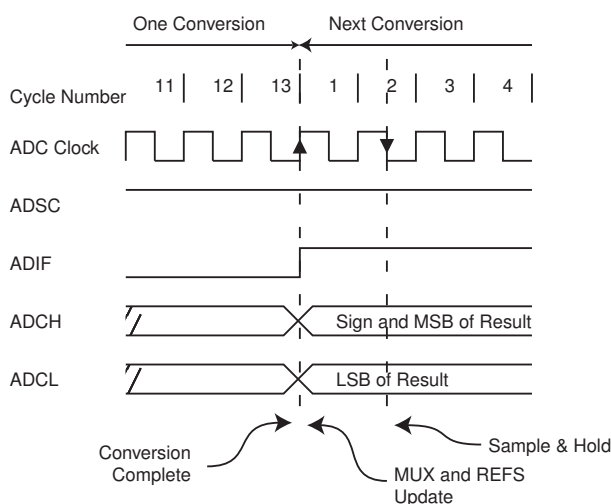 One Conversion
Next Conversion
Cycle Number
11
12
13
1
2
3
4
ADC Clock
ADSC
ADIF
ADCH
Sign and MSB of Result
ADCL
LSB of Result
Conversion
Complete
MUX and REFS
Update
Sample & Hold